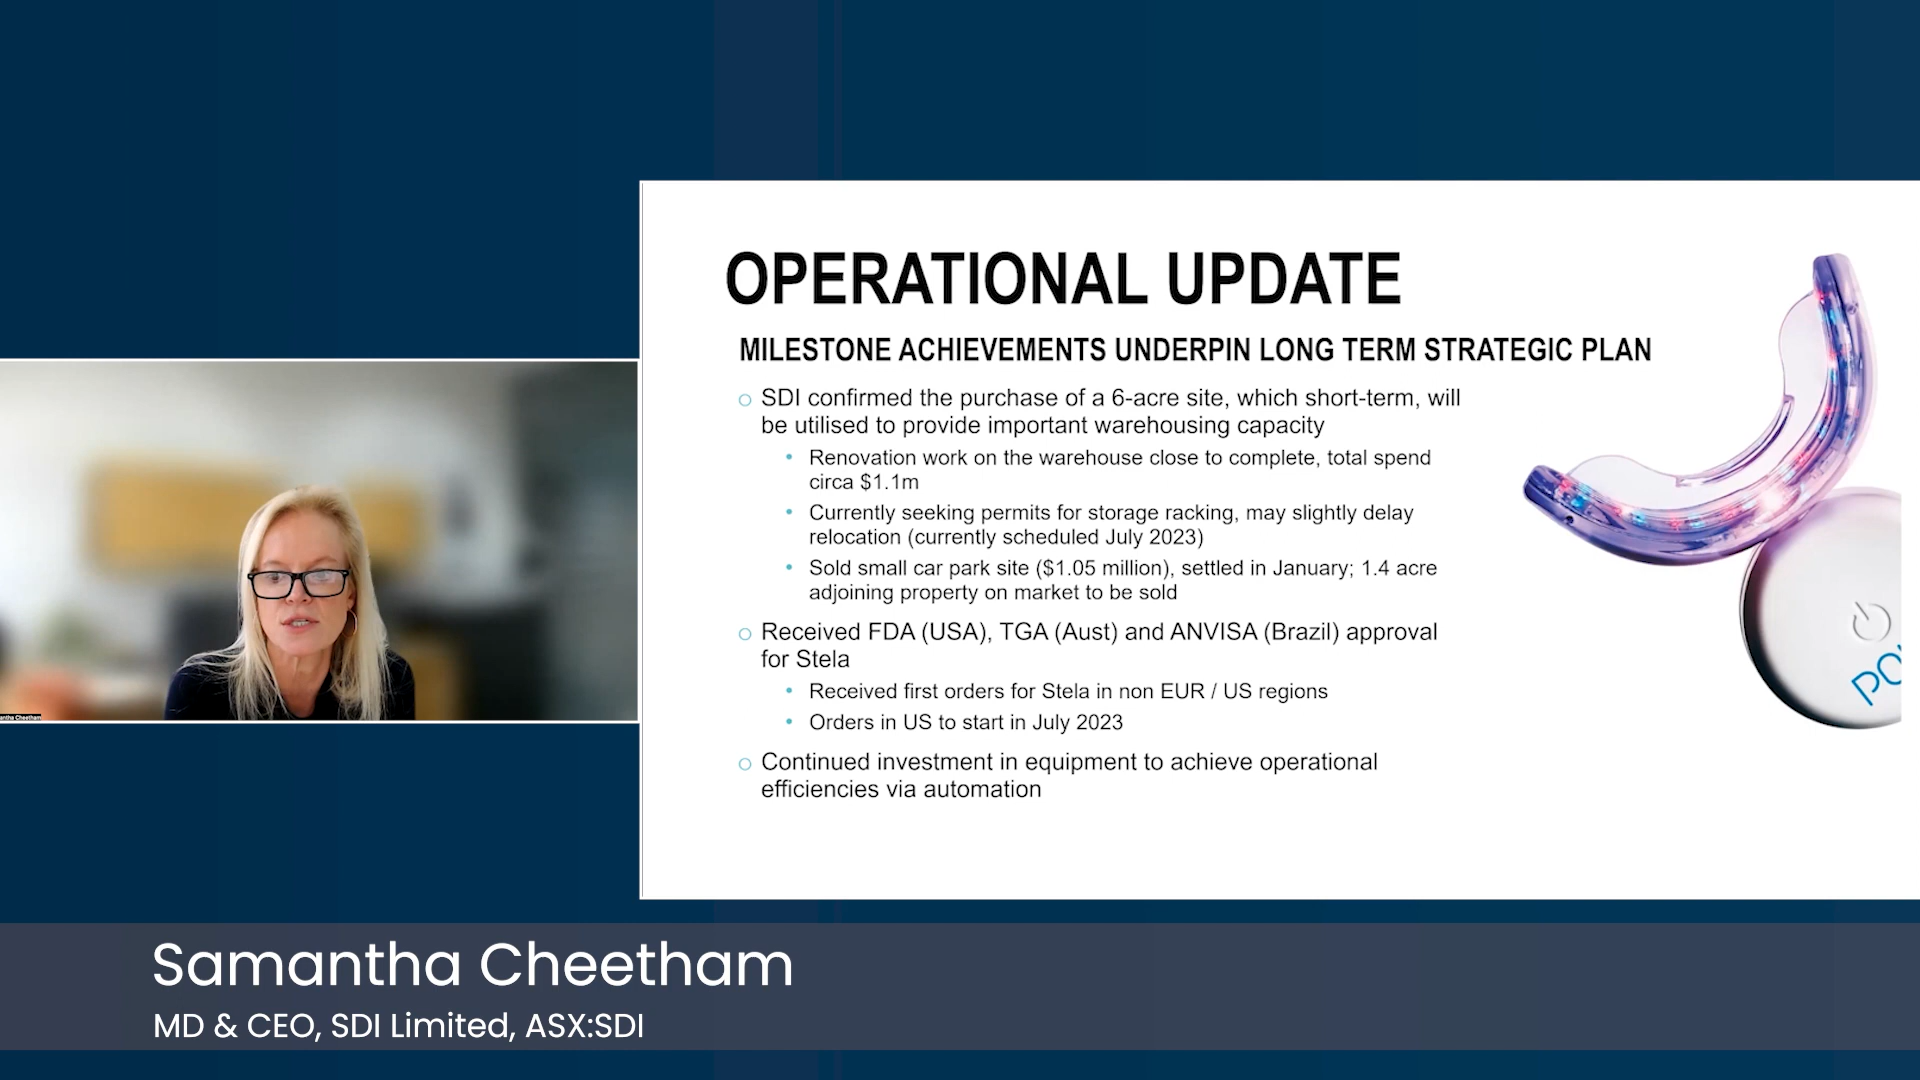 OPERATIONAL UPDATE
MILESTONE ACHIEVEMENTS UNDERPIN LONG TERM STRATEGIC PLAN
SDI confirmed the purchase of a 6-acre site, which short-term, will
be utilised to provide important warehousing capacity
Renovation work on the warehouse close to complete, total spend
circa $1.1m
Currently seeking permits for storage racking, may slightly delay
relocation (currently scheduled July 2023)
Sold small car park site ($1.05 million), settled in January; 1.4 acre
adjoining property on market to be sold
Received FDA (USA), TGA (Aust) and ANVISA (Brazil) approval
for Stela
Received first orders for Stela in non EUR / US regions
Orders in US to start in July 2023
Continued investment in equipment to achieve operational
efficiencies via automation
antha Cheetham
Samantha Cheetham
MD & CEO, SDI Limited, ASX:SDI